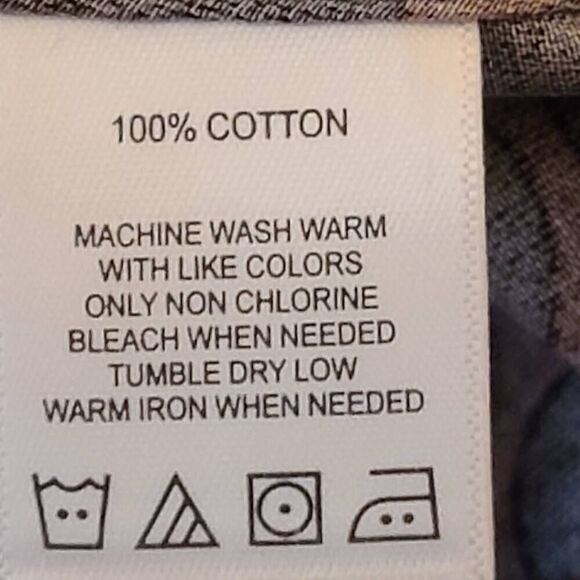 100% COTTON
MACHINE WASH WARM
WITH LIKE COLORS
ONLY NON CHLORINE
BLEACH WHEN NEEDED
TUMBLE DRY LOW
WARM IRON WHEN NEEDED